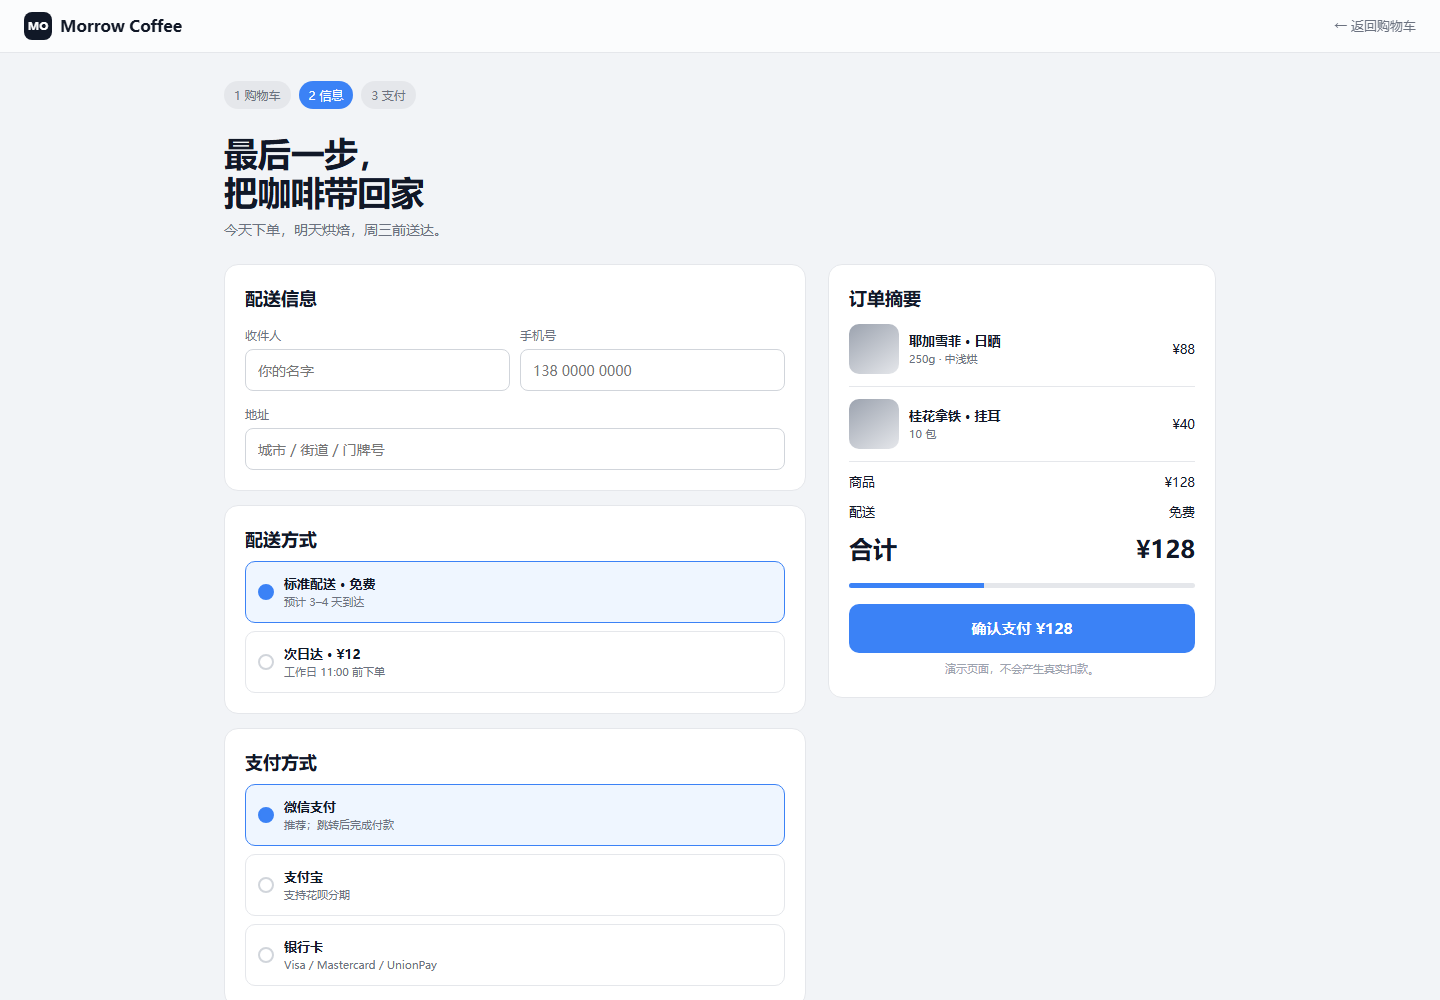 MO Morrow Coffee
← 返回购物车
1 购物车
2 信息
3 支付
最后一步，
把咖啡带回家
今天下单，明天烘焙，周三前送达。
配送信息
收件人
手机号
你的名字
138 0000 0000
地址
城市 / 街道 / 门牌号
配送方式
标准配送 • 免费
预计 3–4 天到达
次日达 • ¥12
工作日 11:00 前下单
支付方式
微信支付
推荐；跳转后完成付款
支付宝
支持花呗分期
银行卡
Visa / Mastercard / UnionPay
订单摘要
耶加雪菲 • 日晒
250g · 中浅烘
¥88
桂花拿铁 • 挂耳
10 包
¥40
商品
¥128
配送
免费
合计
¥128
确认支付 ¥128
演示页面，不会产生真实扣款。